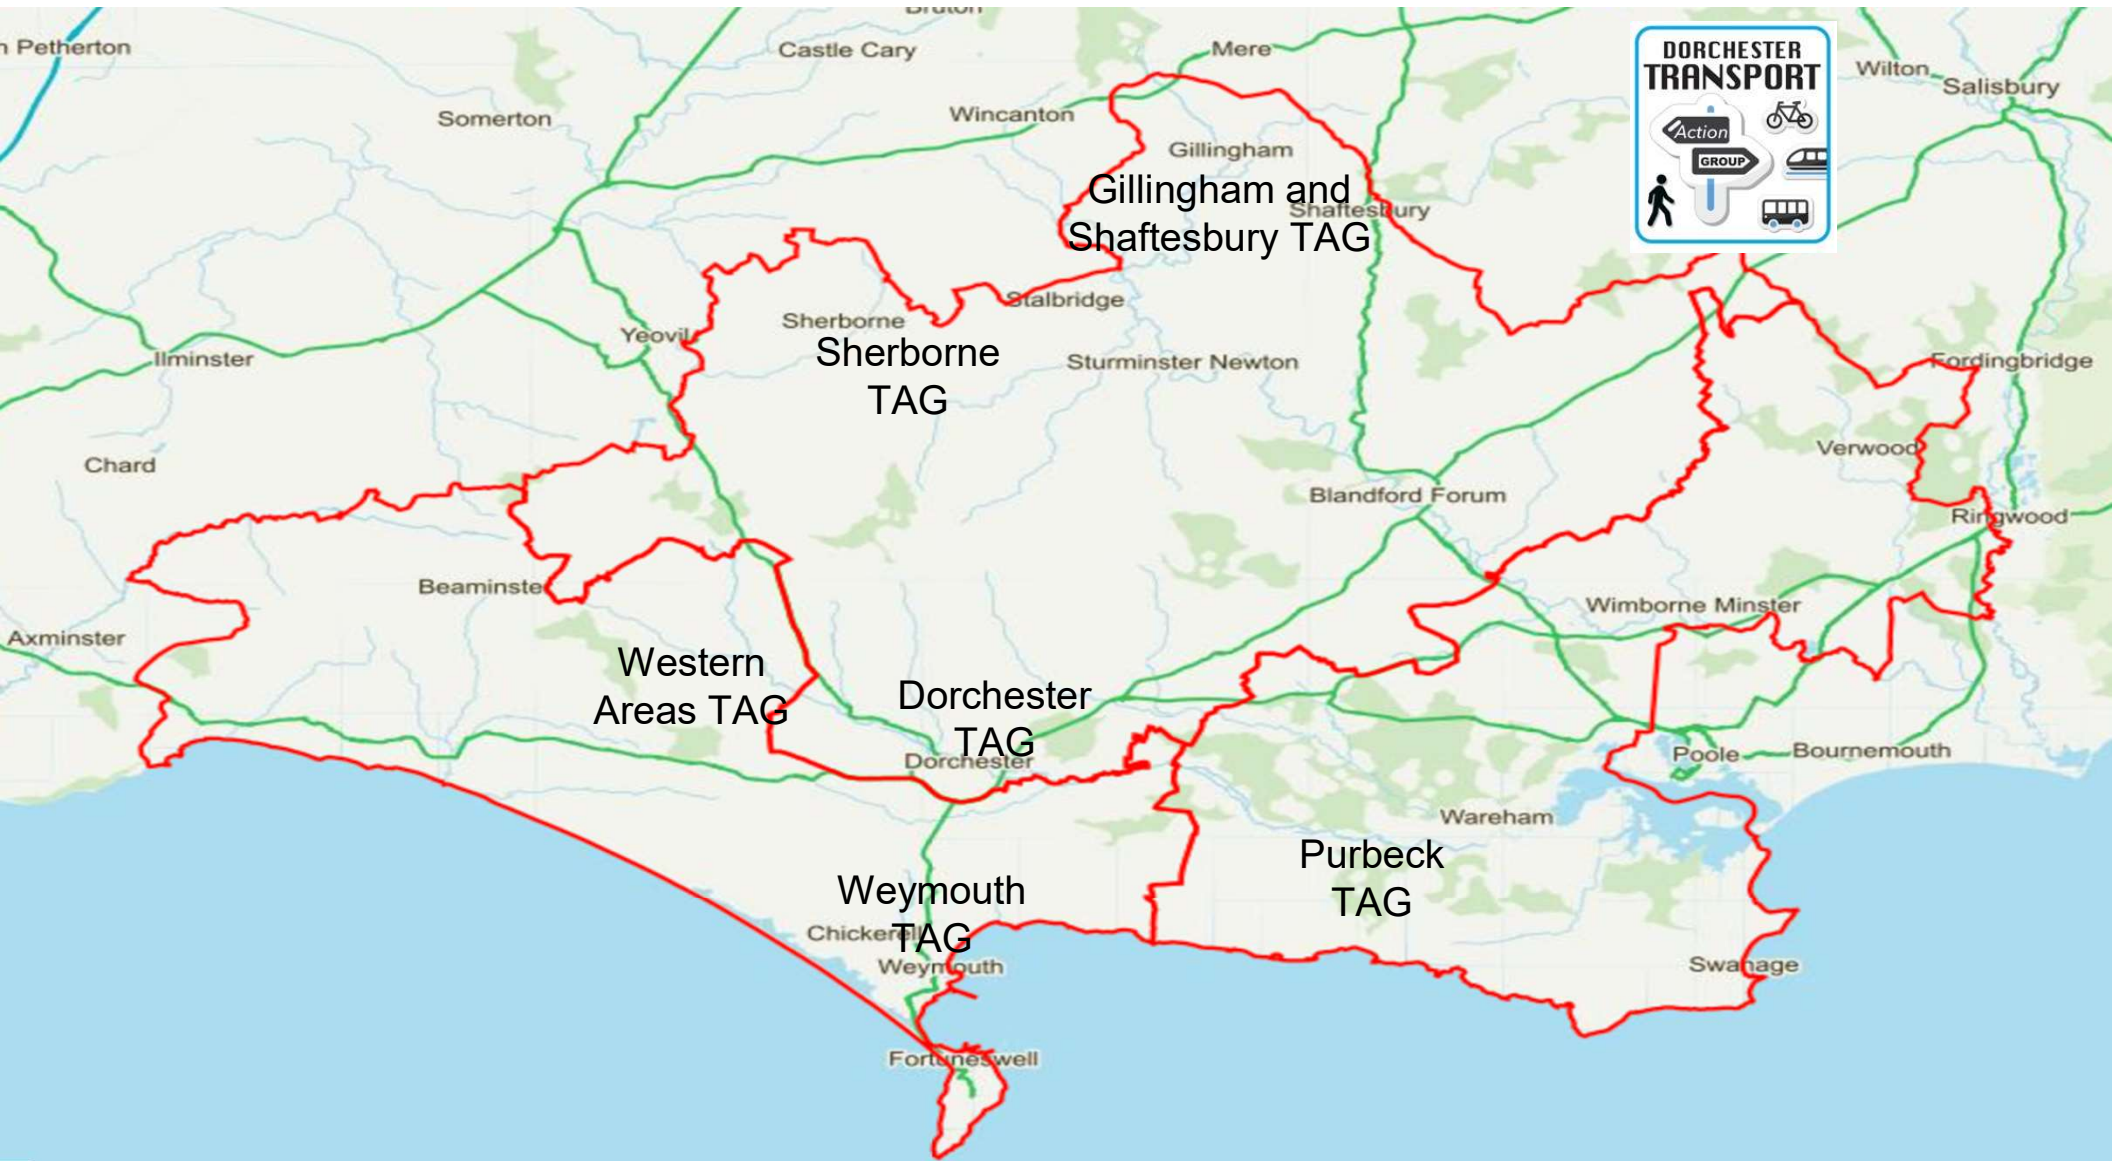 Bruton
n Petherton
Castle Cary
Mere
DORCHESTER
TRANSPORT
Action
GROUP
Wilton
Salisbury
Somerton
Wincanton
Gillingham
Gillingham and
Shaftesbury TAG
Shaftesbury
Stalbridge
Sherborne
Sherborne
TAG
Yeovil
Ilminster
Sturminster Newton
Fordingbridge
Verwood
Chard
Blandford Forum
Ringwood
Beaminste
Wimborne Minster
Axminster
Western
Areas TAG
Dorchester
TAG
Dorchester
Poole
Bournemouth
Wareham
Purbeck
TAG
Weymouth
TAG
Chickerell
Weymouth
Swanage
Fortuneswell